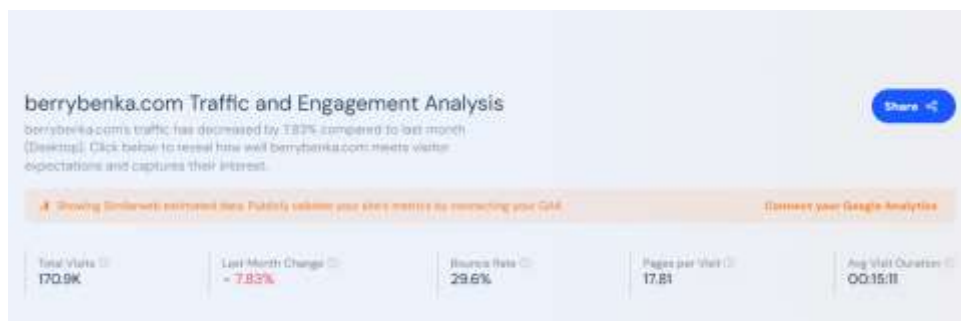 berrybenka.com Traffic and Engagement Analysis
Share
berrybenka.com's traffic has decreased by 7.83% compared to last month
(Desktop). Click below to reveal how well berrybenka.com meets visitor
expectations and captures their interest.
Showing Similarweb estimated data. Publicly validate your site's metrics by connecting your GA4
Connect your Google Analytics
Total Visits
170.9K
Last Month Change
- 7.83%
Bounce Rate
29.6%
Pages per Visit
17.81
Avg Visit Duration
00:15:11